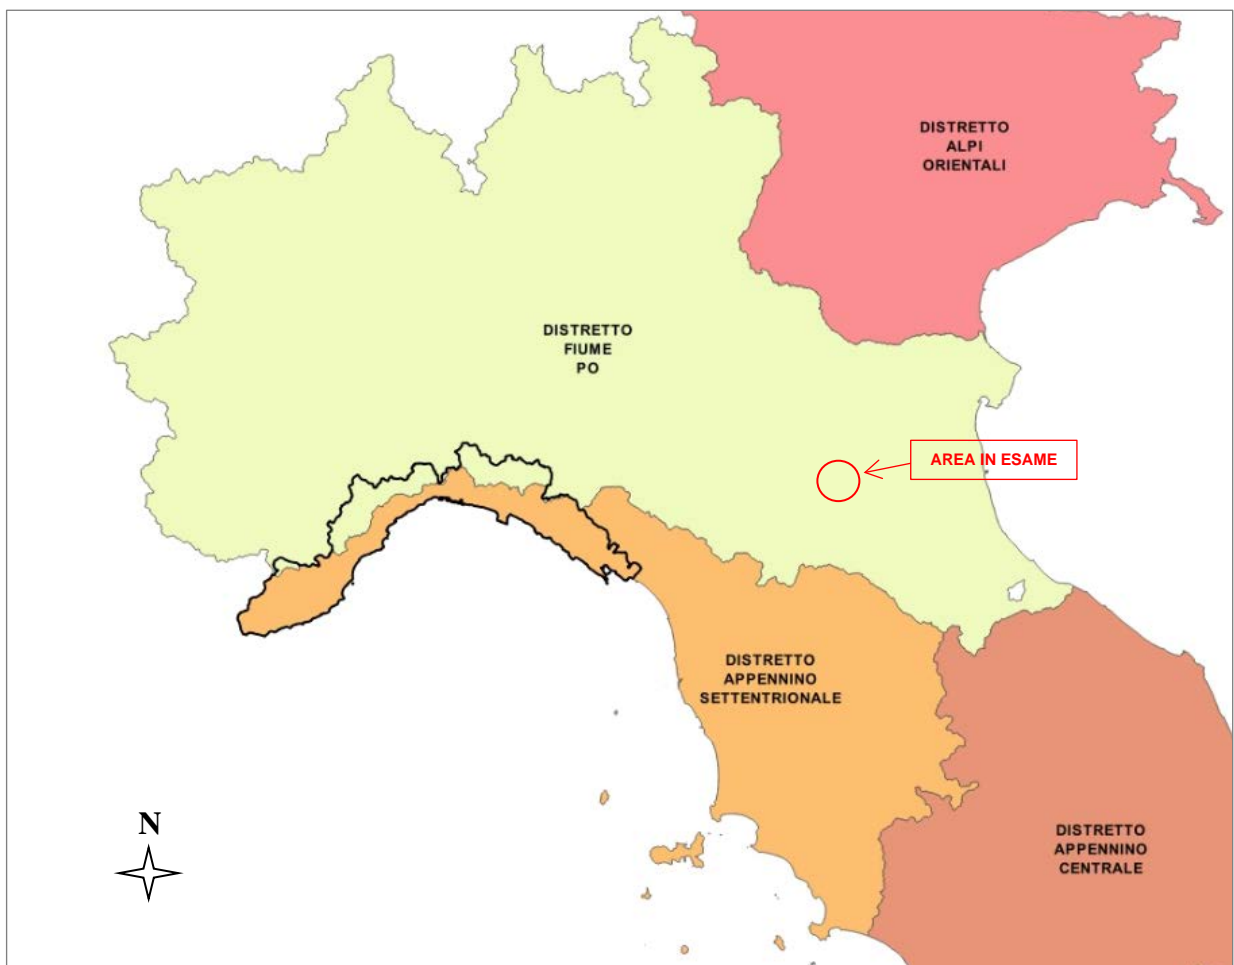 DISTRETTO
ALPI
ORIENTALI
DISTRETTO
FIUME
PO
AREA IN ESAME
DISTRETTO
APPENNINO
SETTENTRIONALE
N
DISTRETTO
APPENNINO
CENTRALE